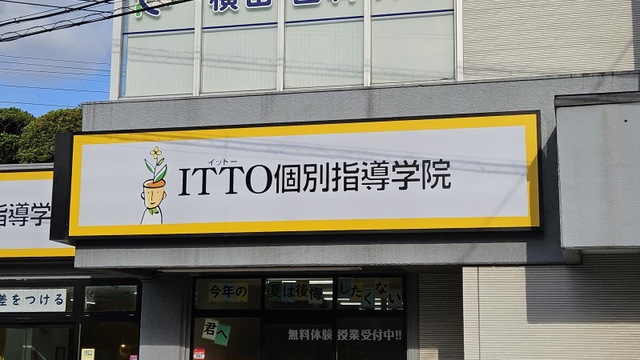 イットー
ITTO個別指導学院
指導学
差をつける
今年の 夏は後悔 したくない
君へ
無料体験 授業受付中!!